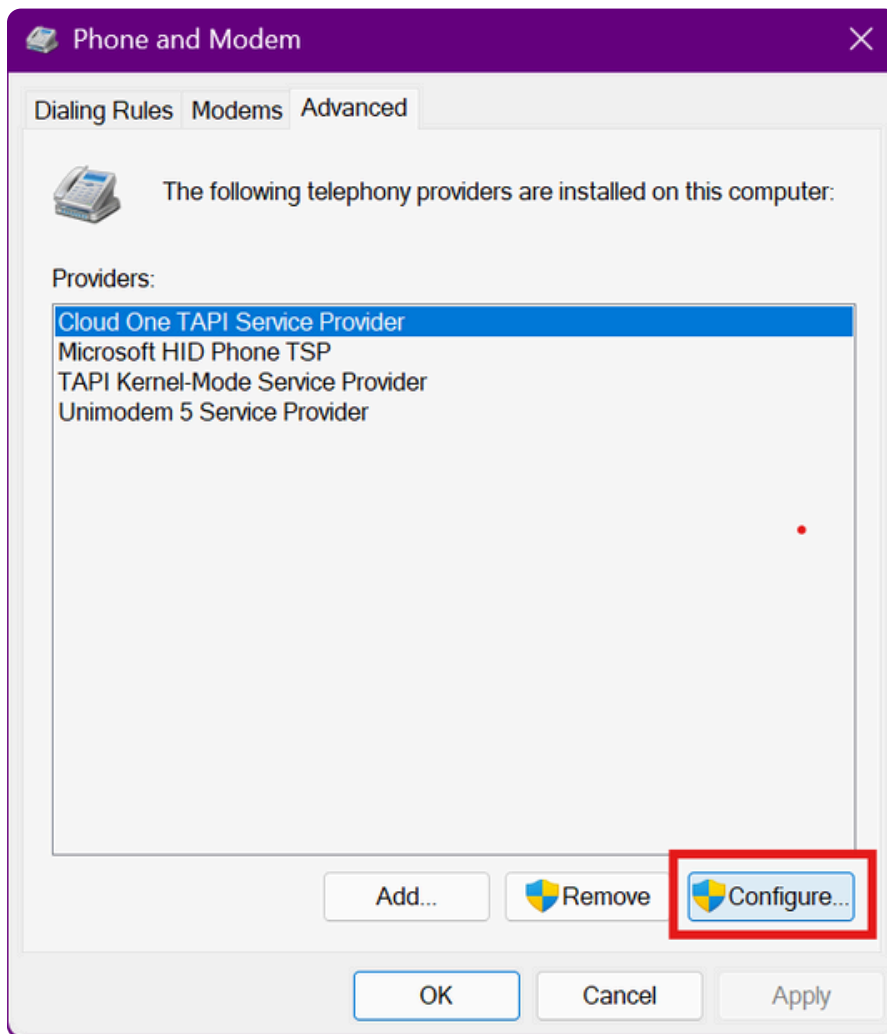 Phone and Modem
Dialing Rules Modems Advanced
The following telephony providers are installed on this computer:
Providers:
Cloud One TAPI Service Provider
Microsoft HID Phone TSP
TAPI Kernel-Mode Service Provider
Unimodem 5 Service Provider
Add... Remove Configure...
OK Cancel Apply